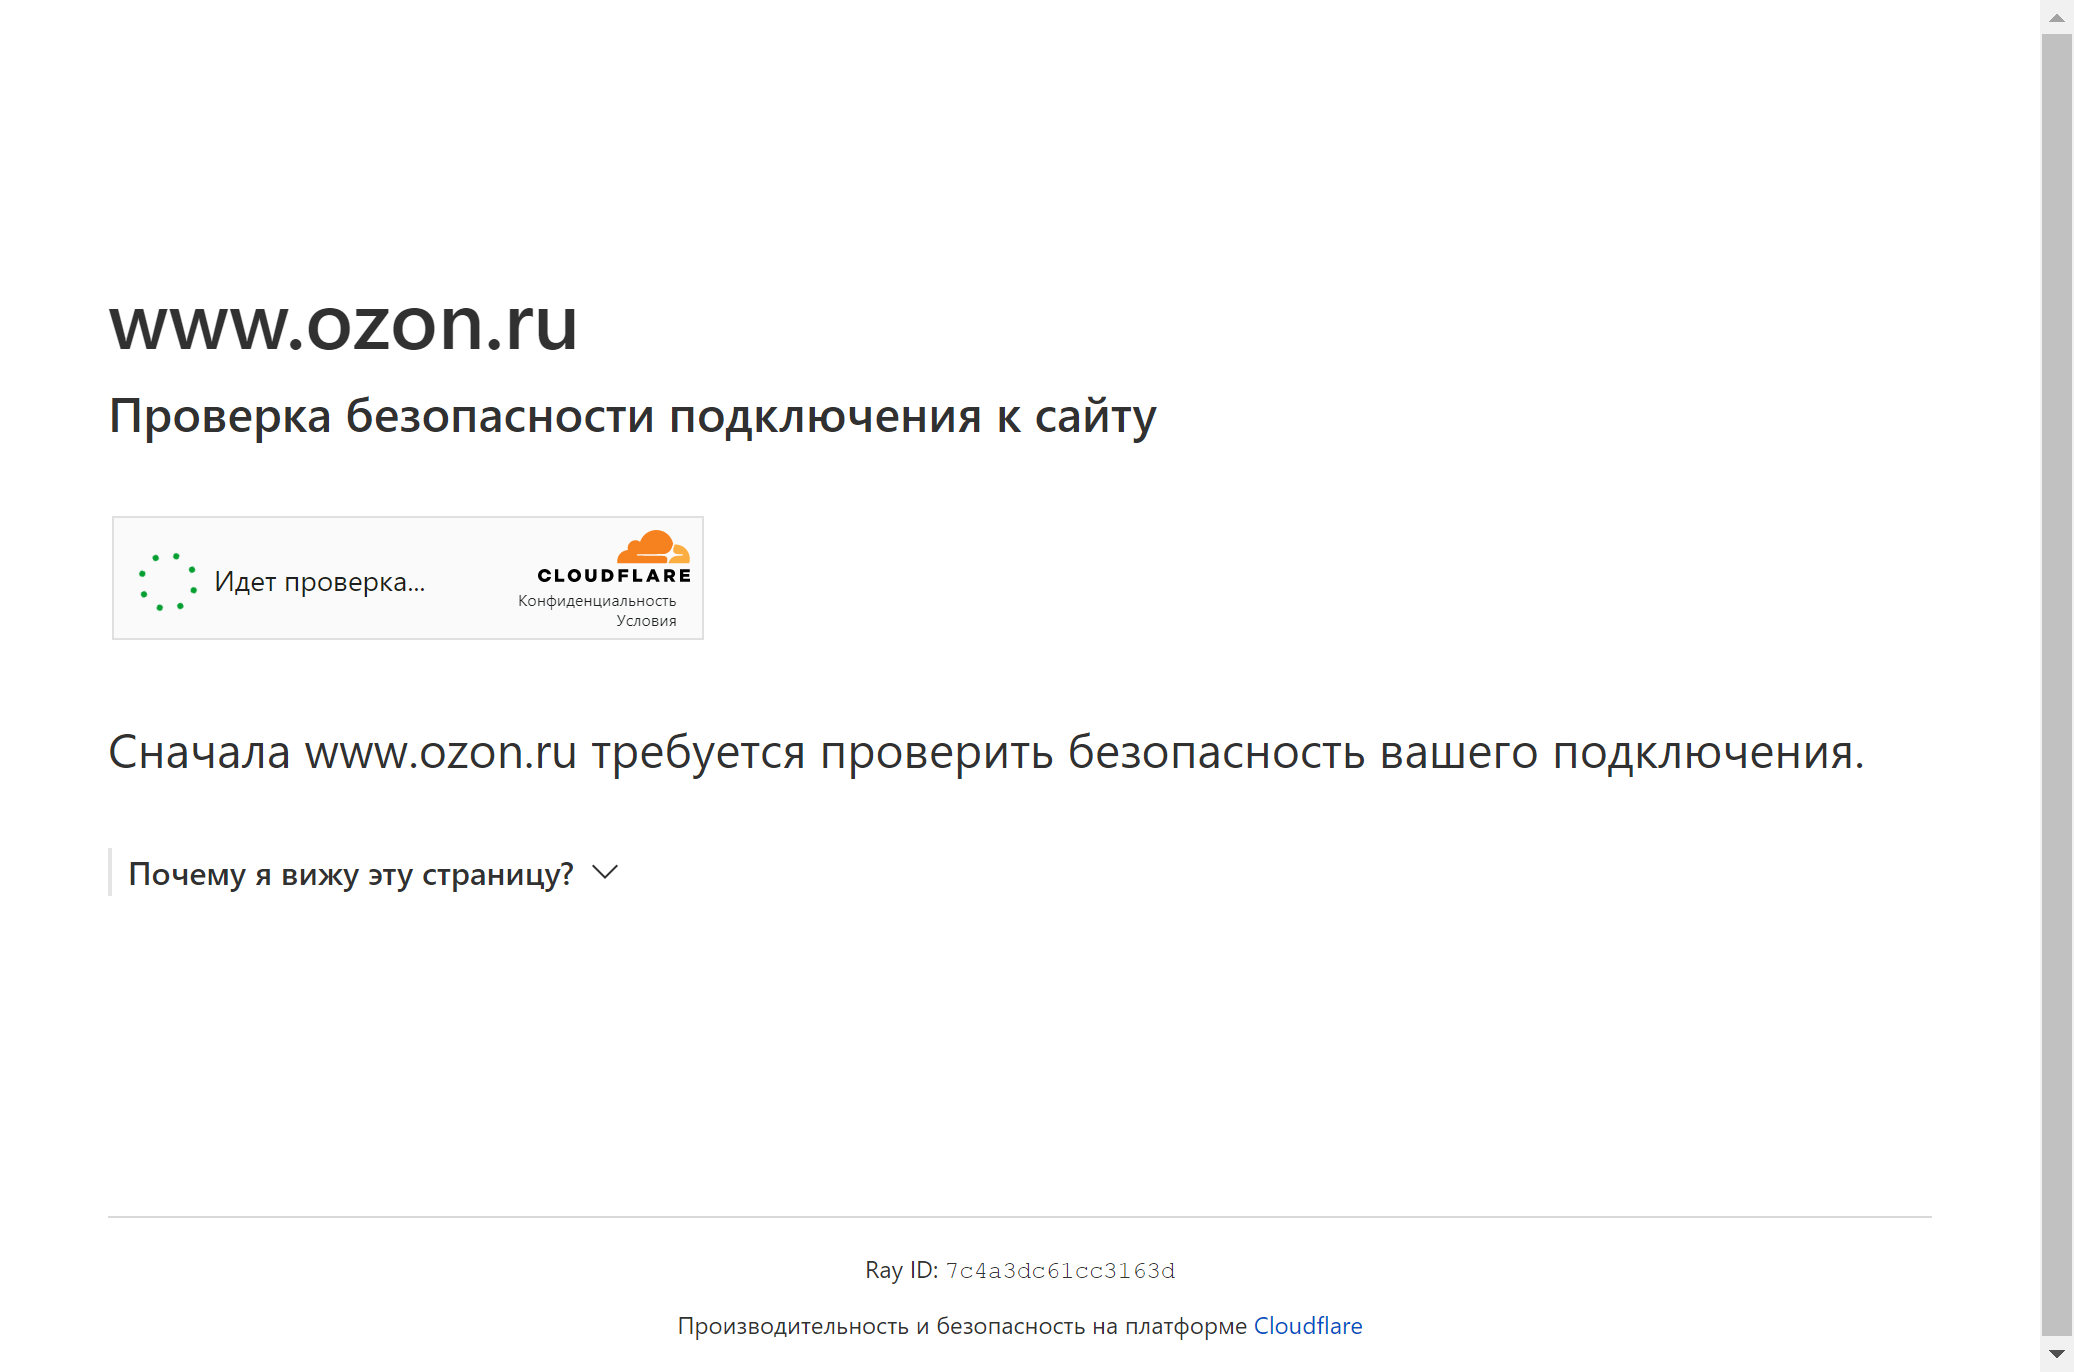 www.ozon.ru
Проверка безопасности подключения к сайту
Идет проверка...
CLOUDFLARE
Конфиденциальность
Условия
Сначала www.ozon.ru требуется проверить безопасность вашего подключения.
Почему я вижу эту страницу?
Ray ID: 7c4a3dc61cc3163d
Производительность и безопасность на платформе Cloudflare